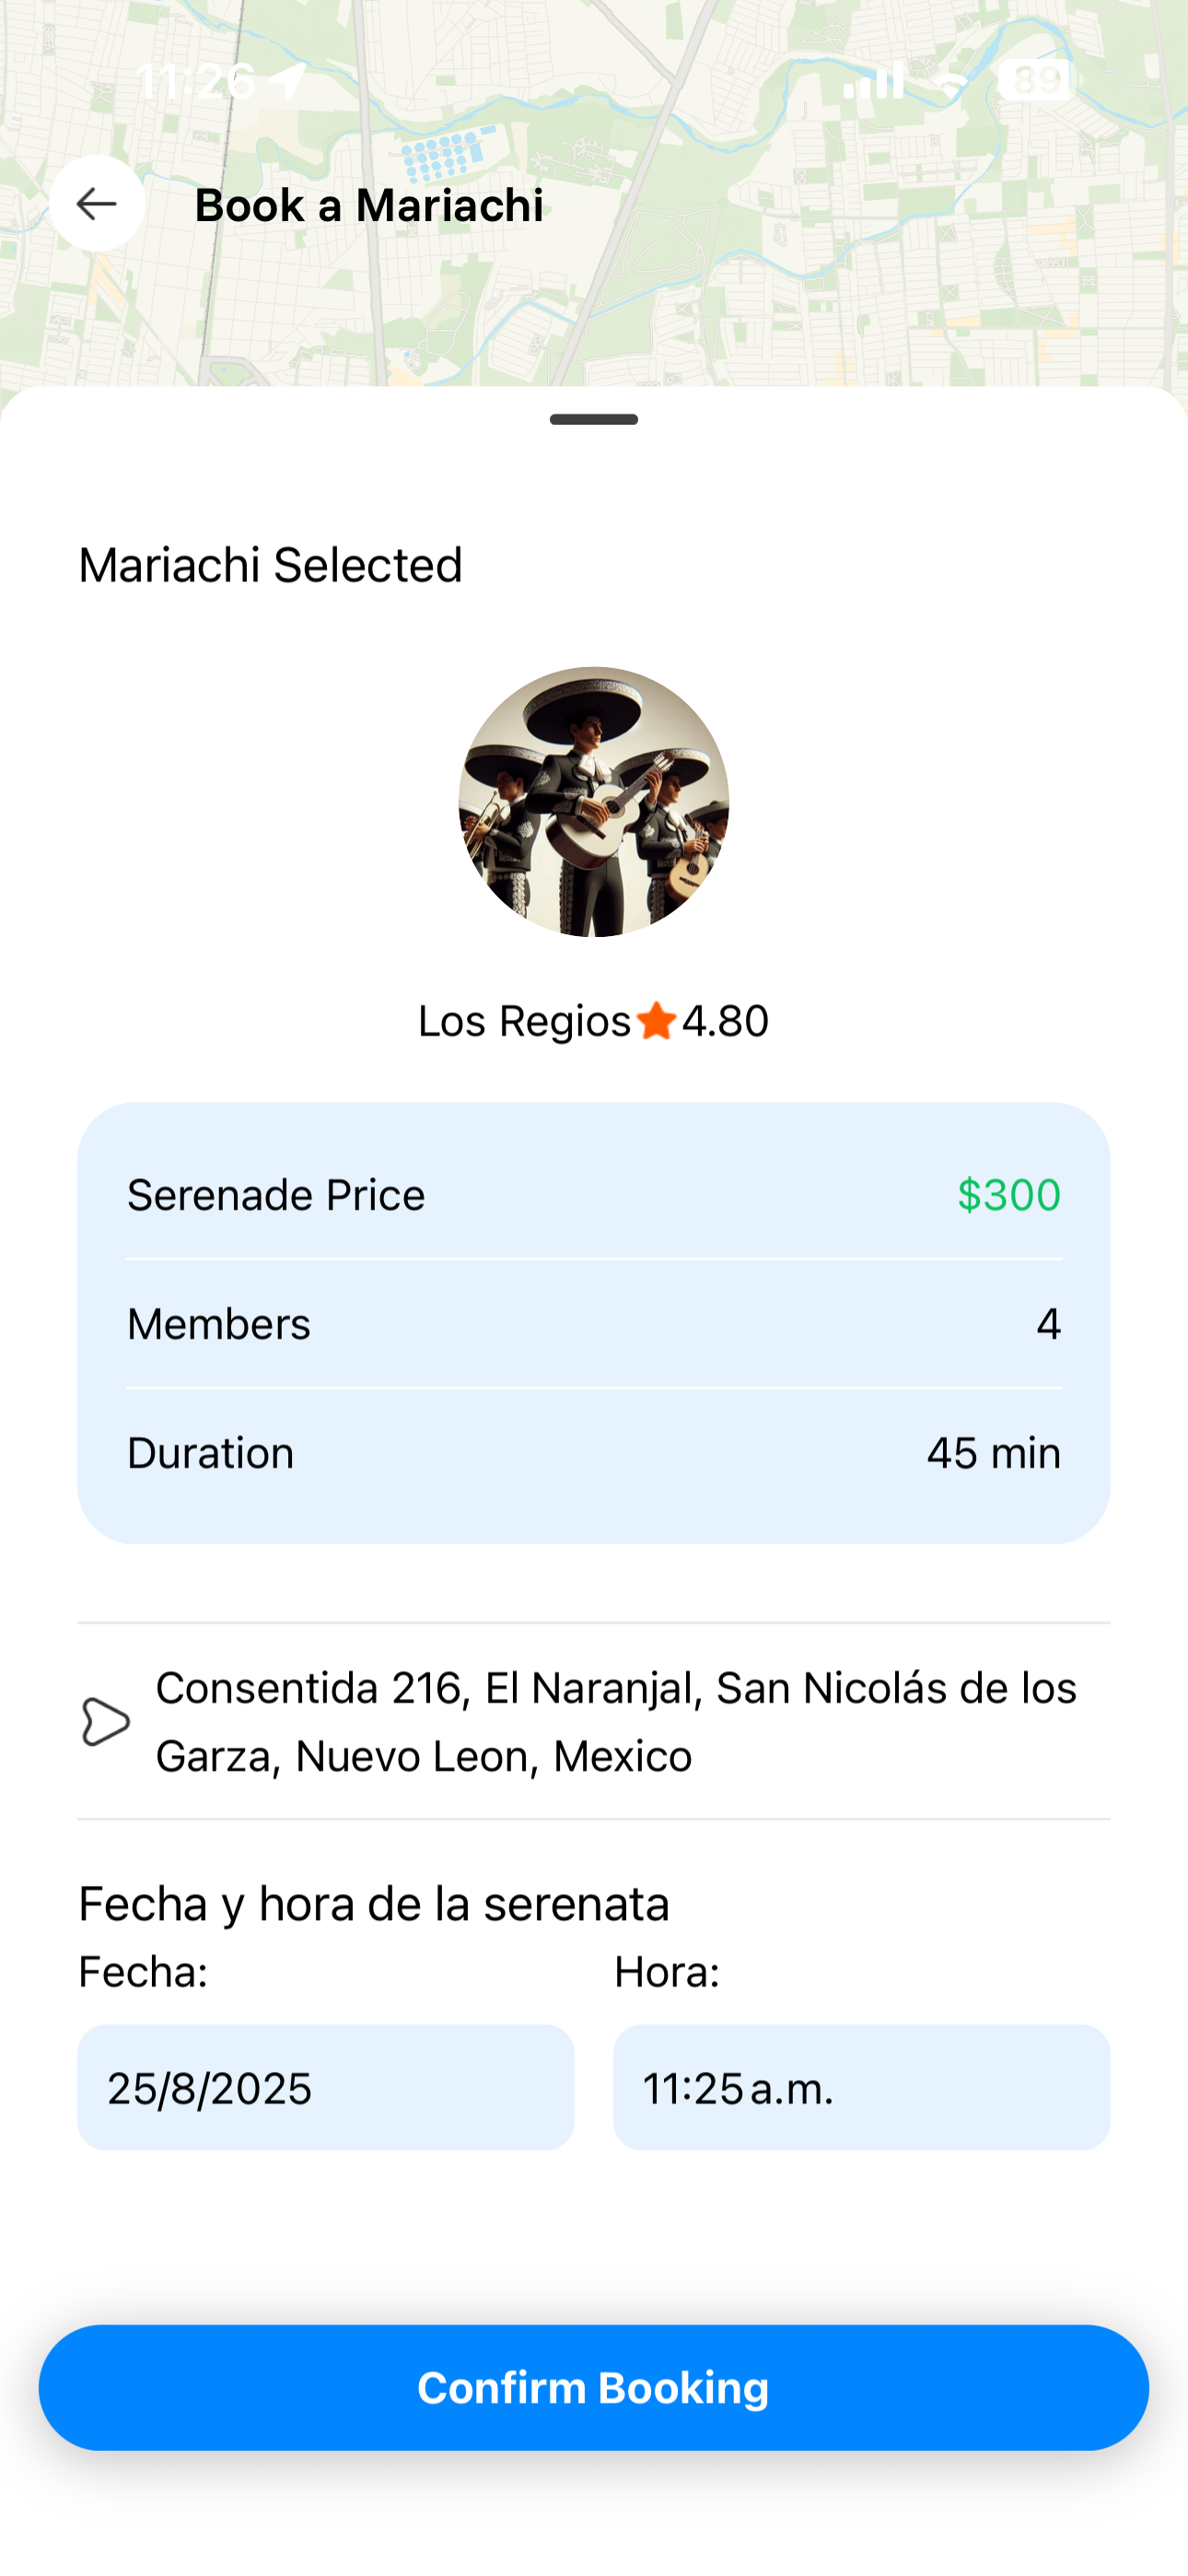 11:26
89
Book a Mariachi
Mariachi Selected
Los Regios 4.80
Serenade Price $300
Members 4
Duration 45 min
Consentida 216, El Naranjal, San Nicolás de los
Garza, Nuevo Leon, Mexico
Fecha y hora de la serenata
Fecha: Hora:
25/8/2025 11:25 a.m.
Confirm Booking